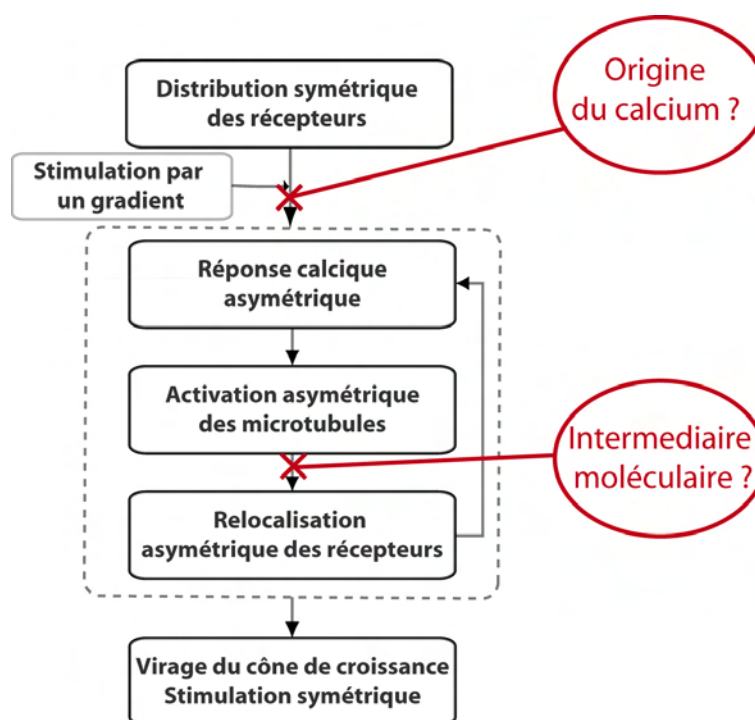 Origine
du calcium ?
Distribution symétrique
des récepteurs
Stimulation par
un gradient
Réponse calcique
asymétrique
Activation asymétrique
des microtubules
Intermediaire
moléculaire ?
Relocalisation
asymétrique des récepteurs
Virage du cône de croissance
Stimulation symétrique